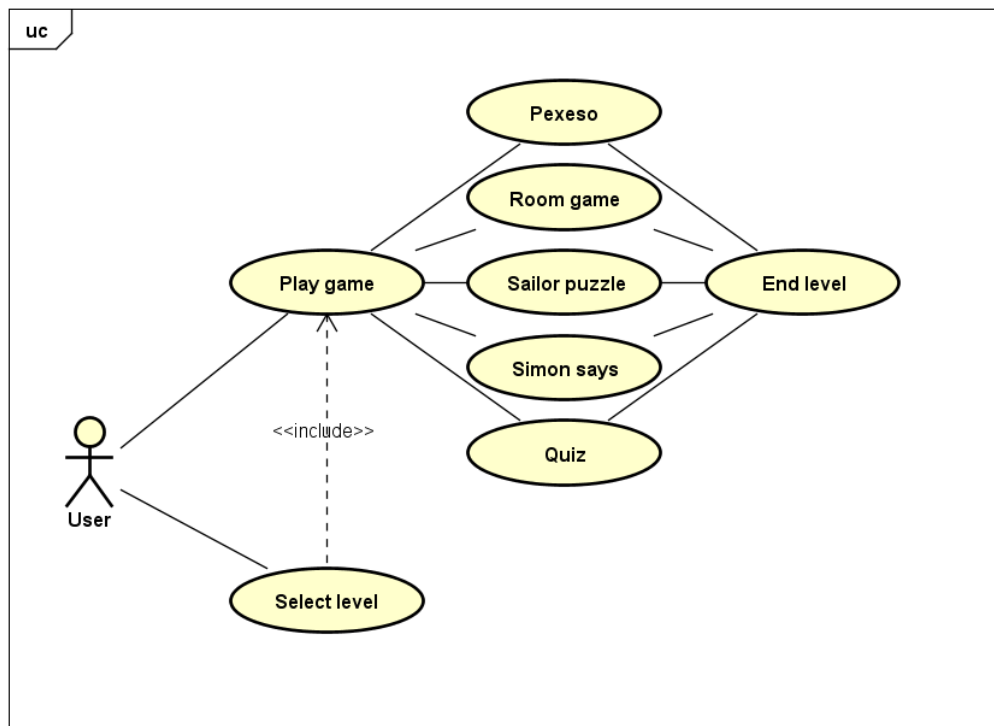 uc
Pexeso
Room game
Play game
Sailor puzzle
End level
Simon says
<<include>>
Quiz
User
Select level